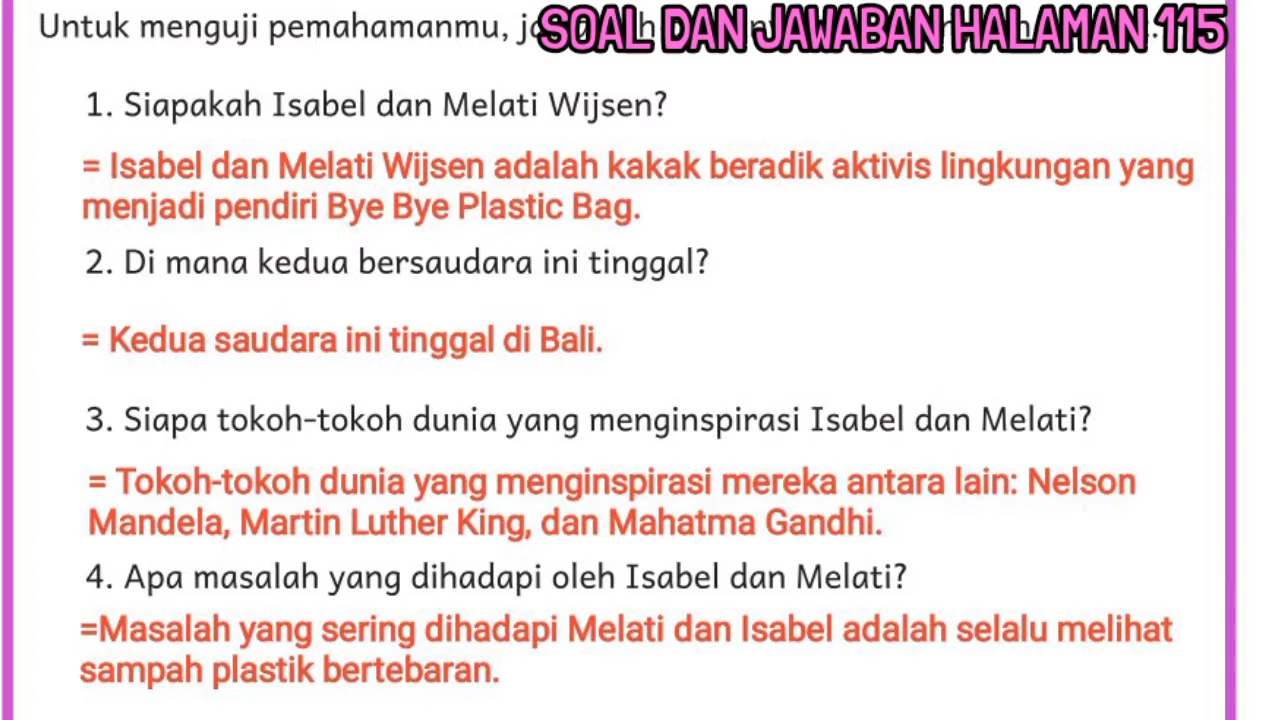 Untuk menguji pemahamanmu,
SOAL DAN JAWABAN HALAMAN 115
1. Siapakah Isabel dan Melati Wijsen?
= Isabel dan Melati Wijsen adalah kakak beradik aktivis lingkungan yang
menjadi pendiri Bye Bye Plastic Bag.
2. Di mana kedua bersaudara ini tinggal?
= Kedua saudara ini tinggal di Bali.
3. Siapa tokoh-tokoh dunia yang menginspirasi Isabel dan Melati?
= Tokoh-tokoh dunia yang menginspirasi mereka antara lain: Nelson
Mandela, Martin Luther King, dan Mahatma Gandhi.
4. Apa masalah yang dihadapi oleh Isabel dan Melati?
=Masalah yang sering dihadapi Melati dan Isabel adalah selalu melihat
sampah plastik bertebaran.